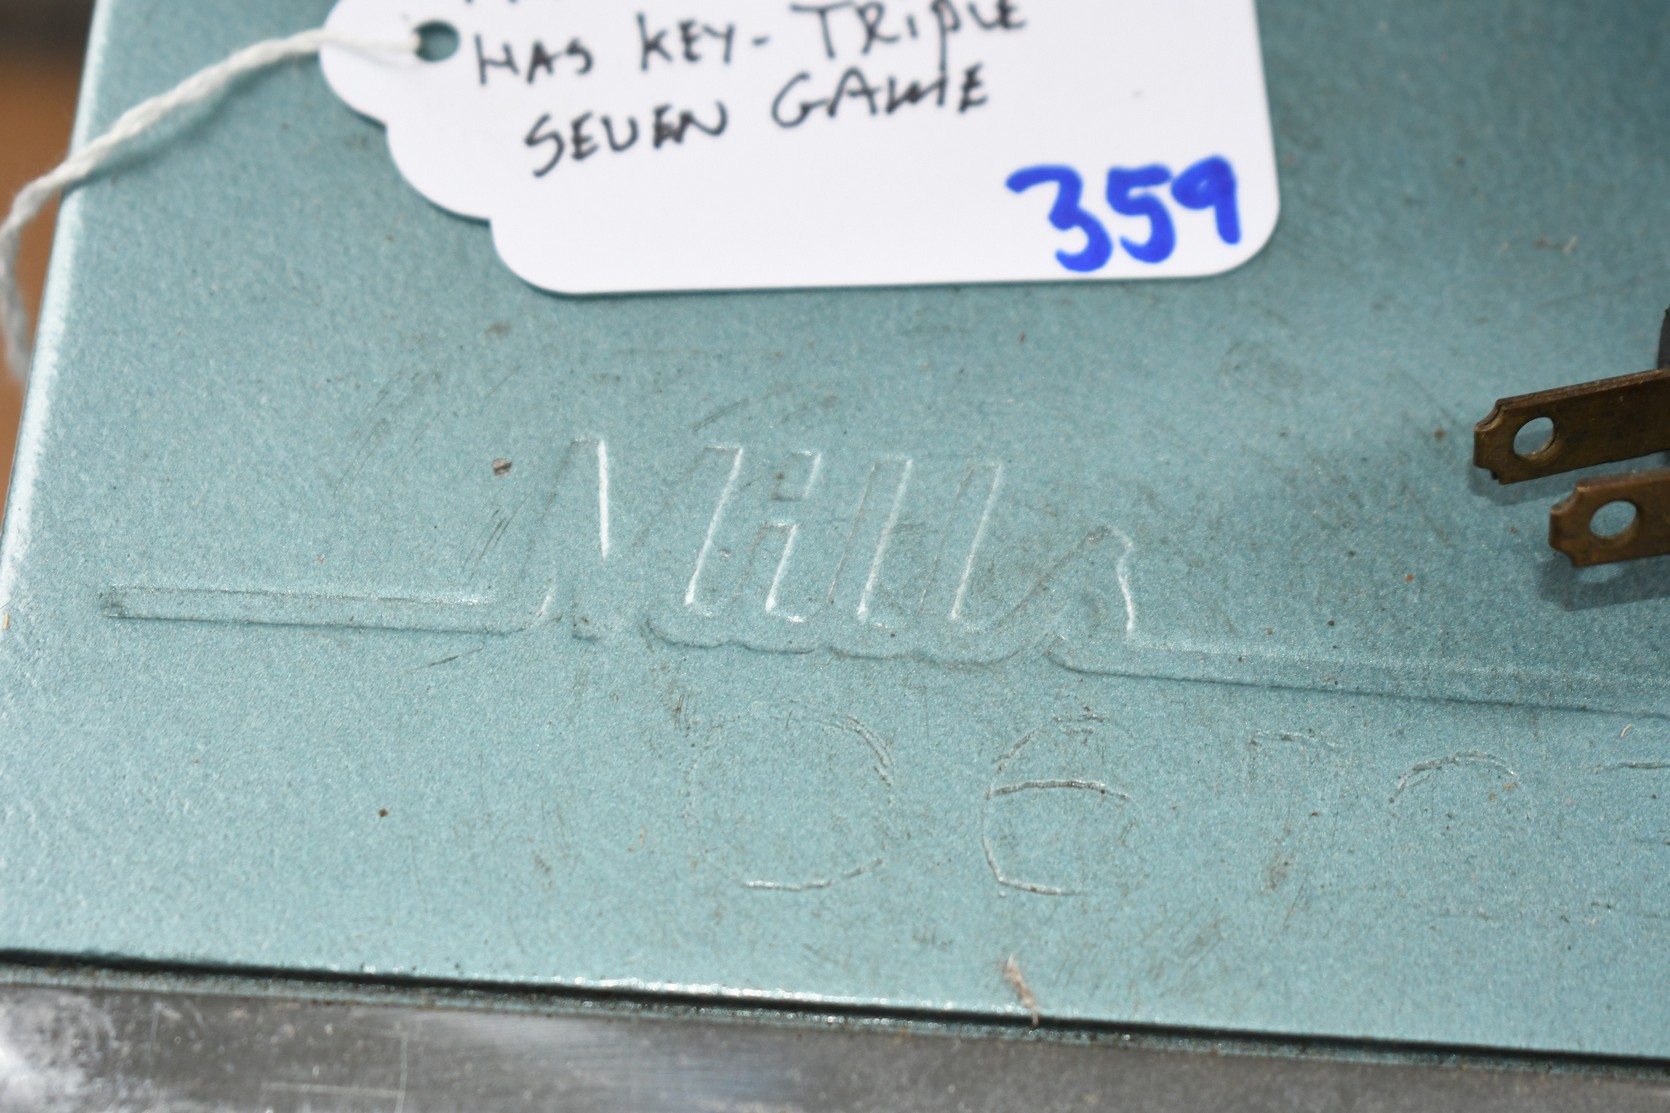 HAS KEY - TRIPLE
SEVEN GAME
359
Mills